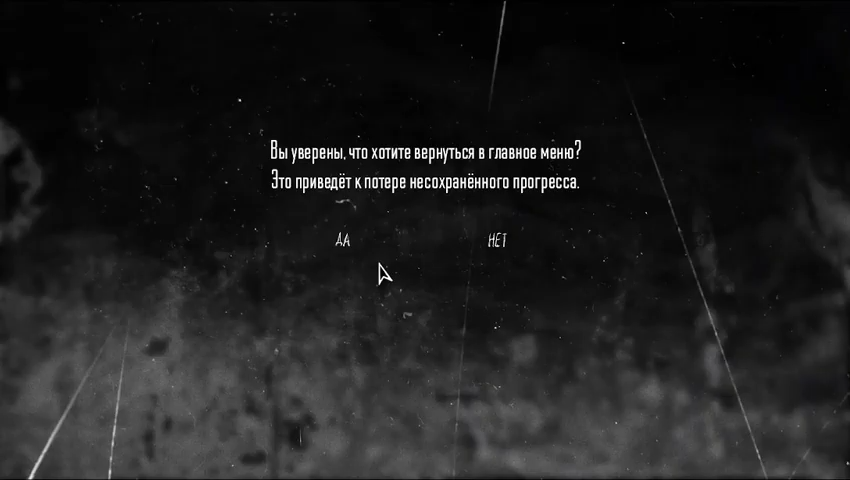 Вы уверены, что хотите вернуться в главное меню?
Это приведёт к потере несохранённого прогресса.
ДА НЕТ